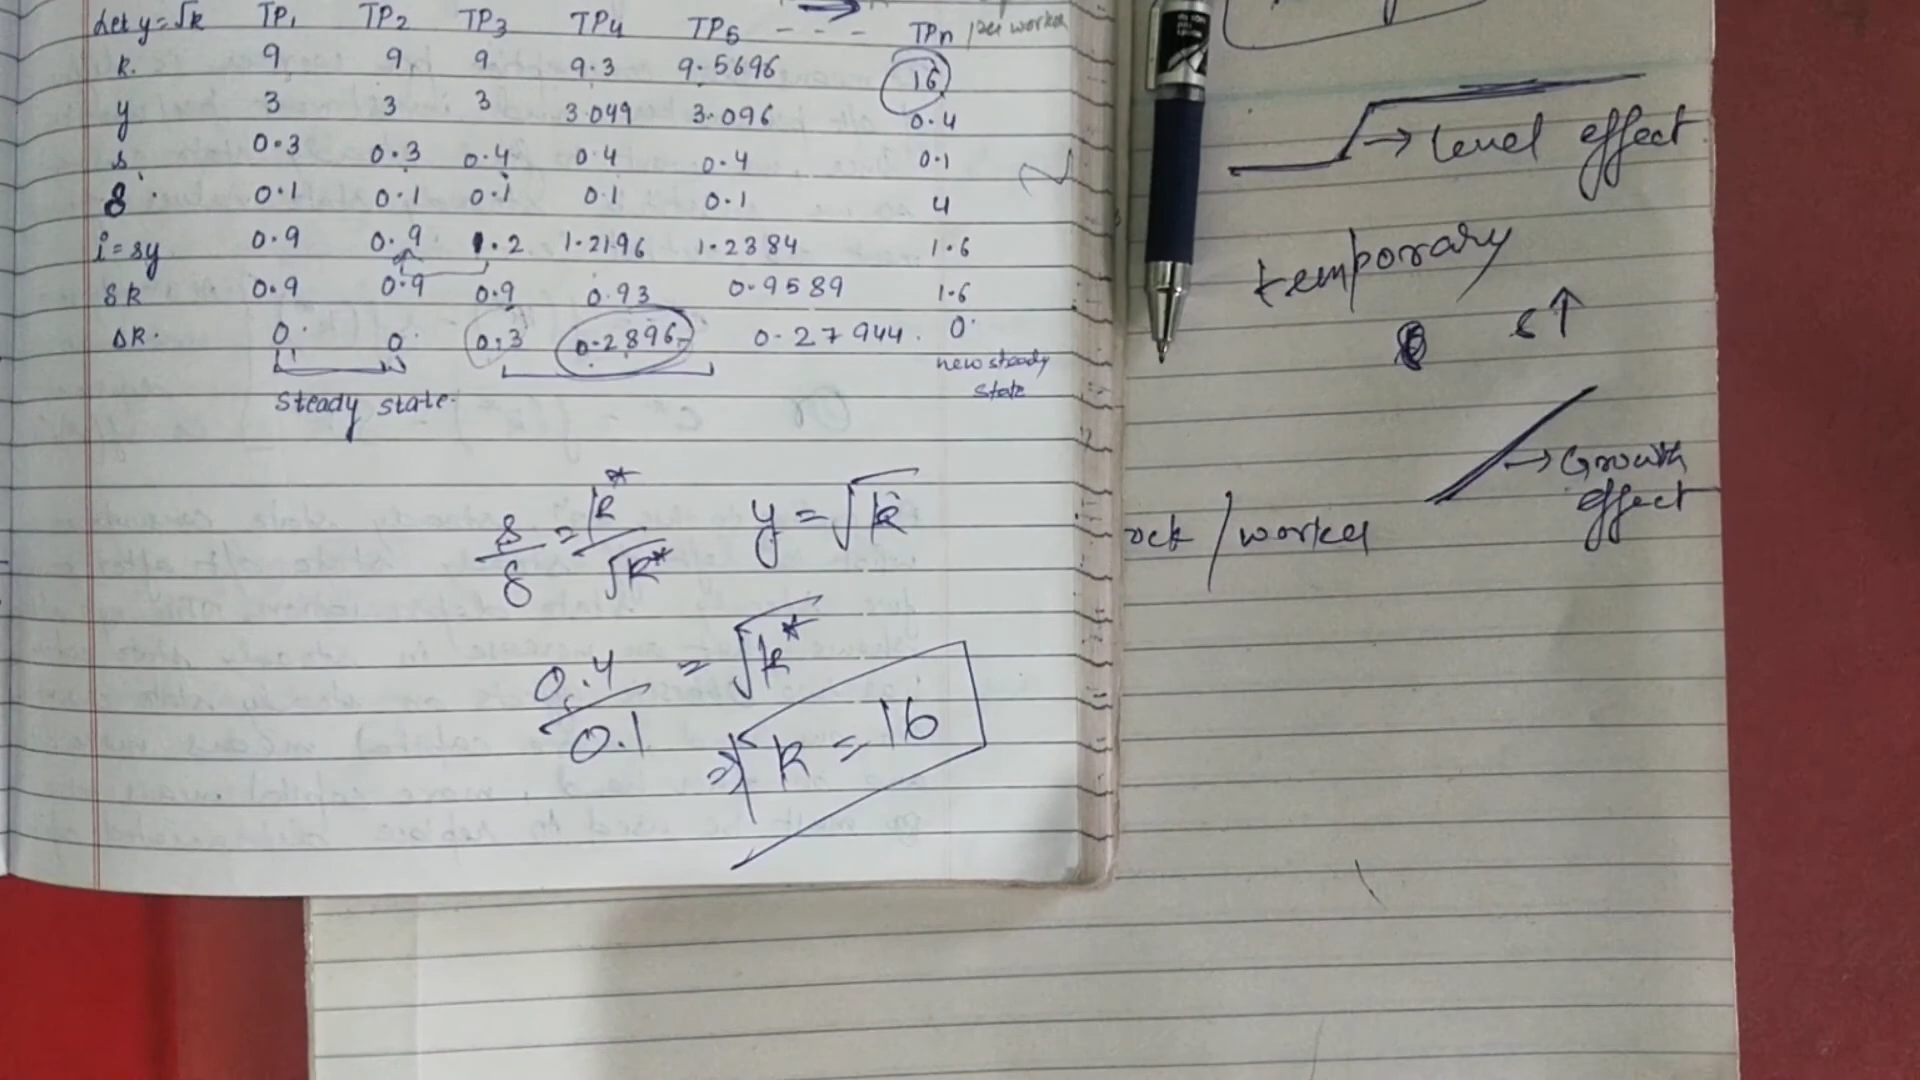 Let y = √k TP1 TP2 TP3 TP4 TP5 - - - TPn per worker
k. 9 9 9 9.3 9.5696 16
y 3 3 3 3.049 3.096 0.4
s 0.3 0.3 0.4 0.4 0.4 0.1
δ 0.1 0.1 0.1 0.1 0.1 4
i = sy 0.9 0.9 1.2 1.2196 1.2384 1.6
δk 0.9 0.9 0.9 0.93 0.9589 1.6
Δk. 0 0 0.3 0.2896 0.27944 0
new steady
state
Steady state
s/δ = k*/√k* y = √k
0.4/0.1 = √k*
⇒ k = 16
→ Level effect
temporary
s↑
→ Growth
effect
ock / worker